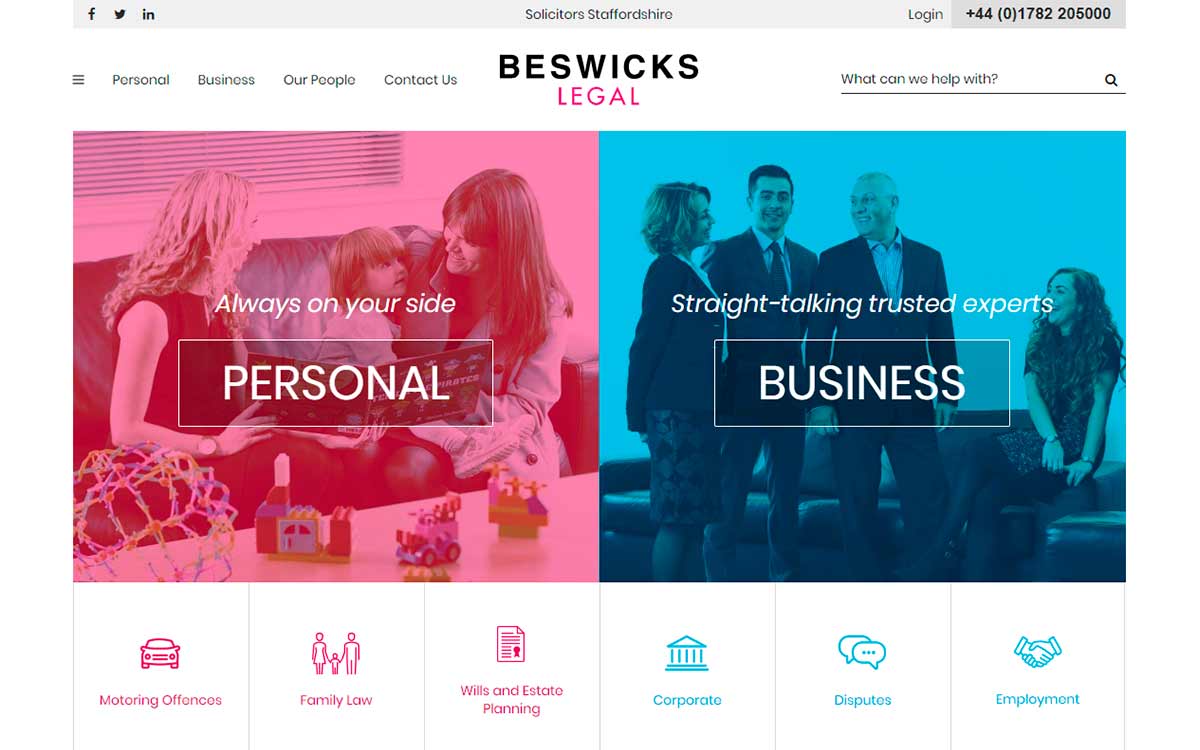 Solicitors Staffordshire
Login
+44 (0)1782 205000
Personal
Business
Our People
Contact Us
BESWICKS
LEGAL
What can we help with?
Always on your side
PERSONAL
Straight-talking trusted experts
BUSINESS
Motoring Offences
Family Law
Wills and Estate
Planning
Corporate
Disputes
Employment